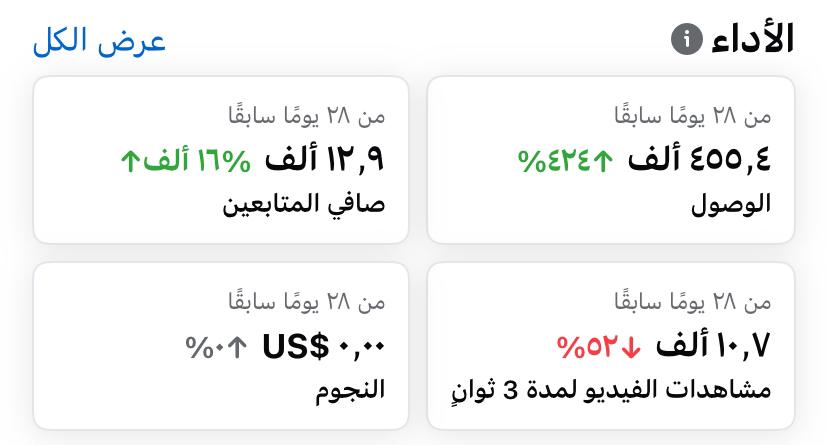 الأداء
عرض الكل
من ٢٨ يومًا سابقًا
٤٥٥,٤ ألف ↑٤٢٤%
الوصول
من ٢٨ يومًا سابقًا
١٢,٩ ألف %١٦ ألف↑
صافي المتابعين
من ٢٨ يومًا سابقًا
١٠,٧ ألف ↓٥٢%
مشاهدات الفيديو لمدة 3 ثوانٍ
من ٢٨ يومًا سابقًا
US$ ٠,٠٠ ↑٠%
النجوم